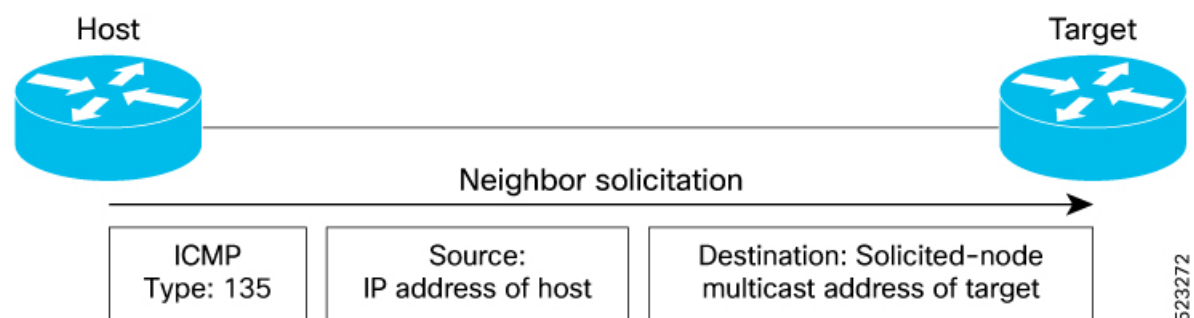 Host
Target
Neighbor solicitation
ICMP
Type: 135
Source:
IP address of host
Destination: Solicited-node
multicast address of target
523272